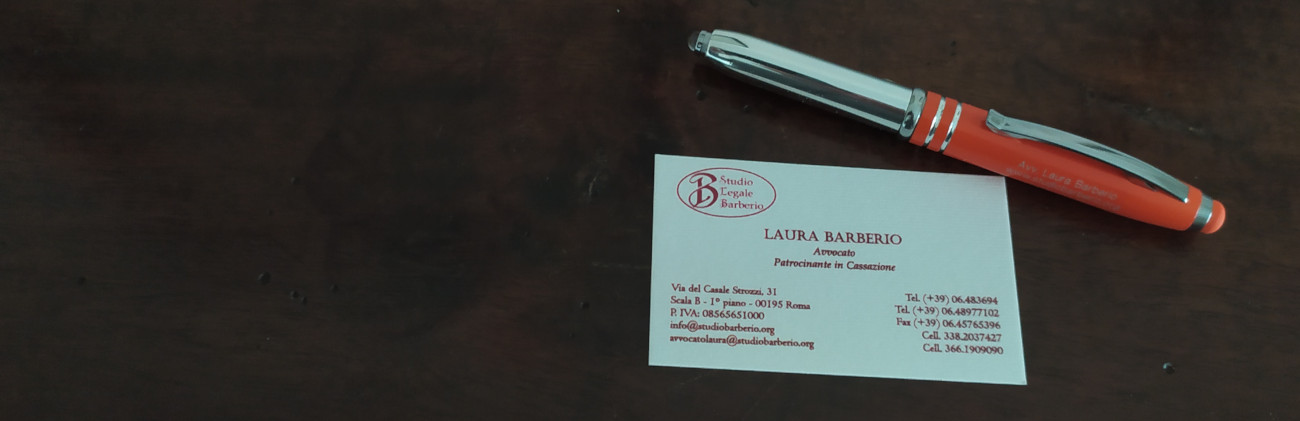 Avv. Laura Barberio
B Studio
Legale
Barberio
LAURA BARBERIO
Avvocato
Patrocinante in Cassazione
Via del Casale Strozzi, 31
Scala B - 1° piano - 00195 Roma
P. IVA: 08565651000
info@studiobarberio.org
avvocatolaura@studiobarberio.org
Tel. (+39) 06.483694
Tel. (+39) 06.48977102
Fax (+39) 06.45765396
Cell. 338.2037427
Cell. 366.1909090